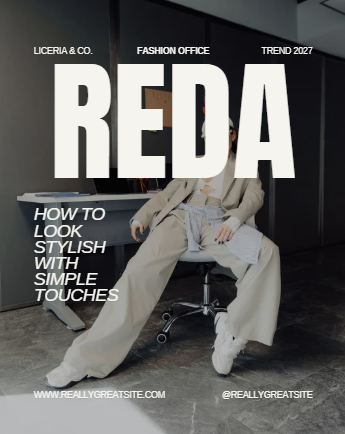 LICERIA & CO. FASHION OFFICE TREND 2027
REDA
HOW TO
LOOK
STYLISH
WITH
SIMPLE
TOUCHES
WWW.REALLYGREATSITE.COM @REALLYGREATSITE